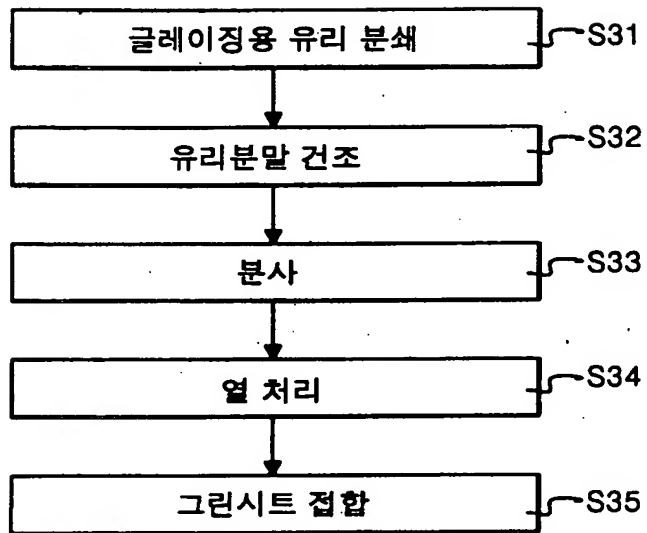 글레이징용 유리 분쇄 S31
유리분말 건조 S32
분사 S33
열 처리 S34
그린시트 접합 S35